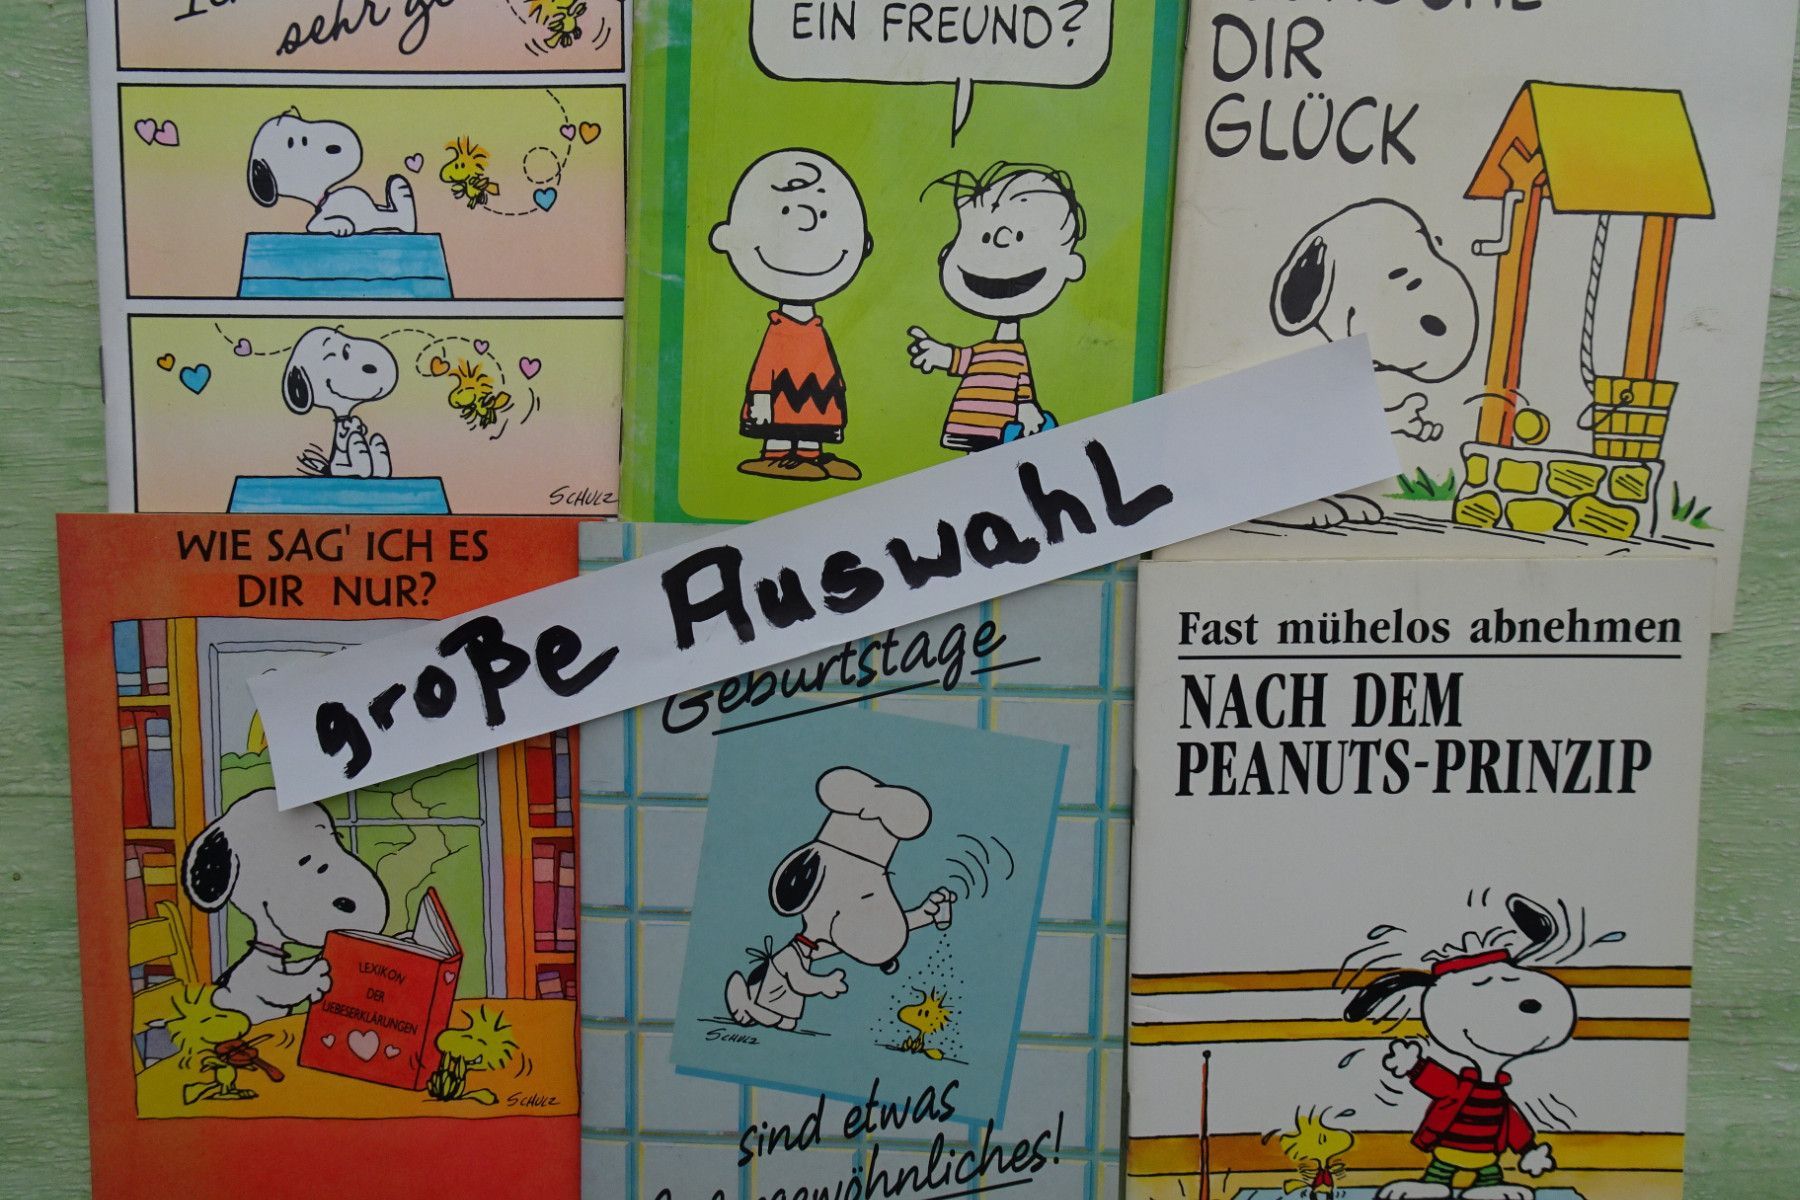 sehr ge
SCHULZ
EIN FREUND?
DIR
GLÜCK
große Auswahl
WIE SAG' ICH ES
DIR NUR?
LEXIKON
DER
LIEBESERKLÄRUNGEN
SCHULZ
Geburtstage
SCHULZ
sind etwas
Fast mühelos abnehmen
NACH DEM
PEANUTS-PRINZIP